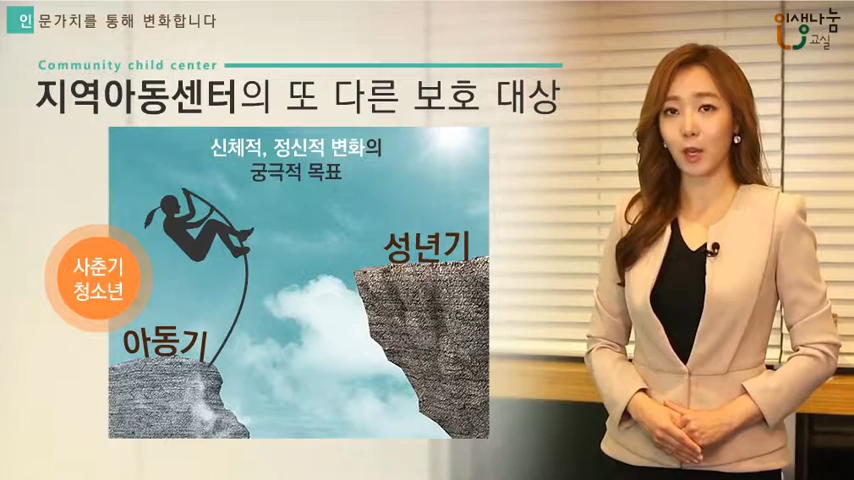 인문가치를 통해 변화합니다
인생나눔
교실
Community child center
지역아동센터의 또 다른 보호 대상
신체적, 정신적 변화의
궁극적 목표
성년기
사춘기
청소년
아동기